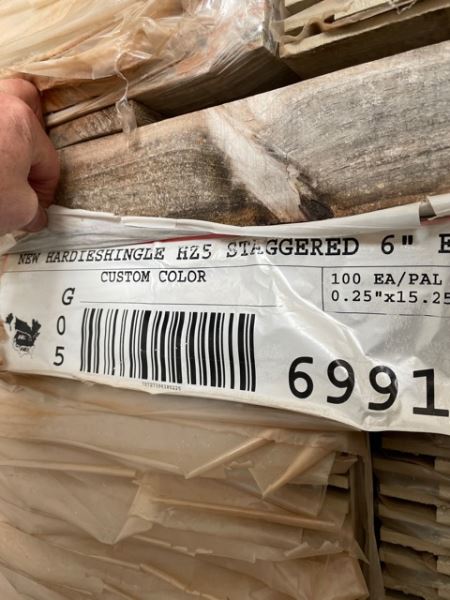 NEW HARDIESHINGLE HZ5 STAGGERED 6" E
CUSTOM COLOR
100 EA/PAL
0.25"x15.25
G
0
5
6991